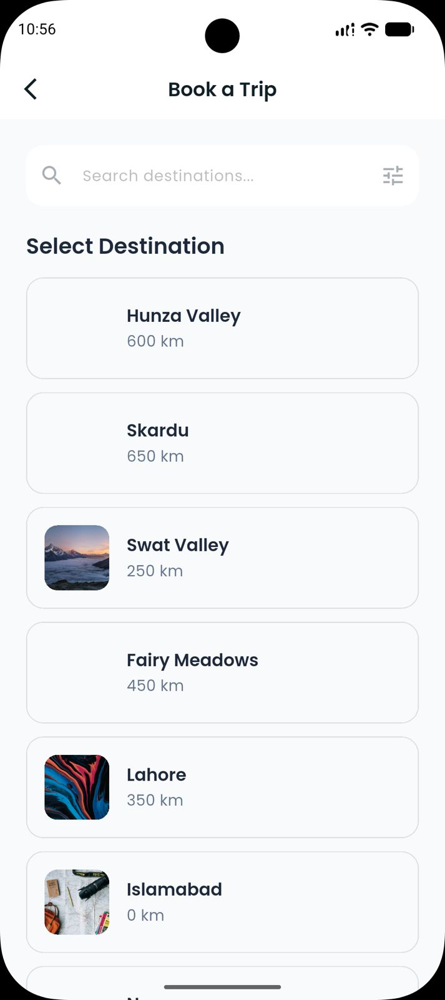 10:56
Book a Trip
Search destinations...
Select Destination
Hunza Valley
600 km
Skardu
650 km
Swat Valley
250 km
Fairy Meadows
450 km
Lahore
350 km
Islamabad
0 km